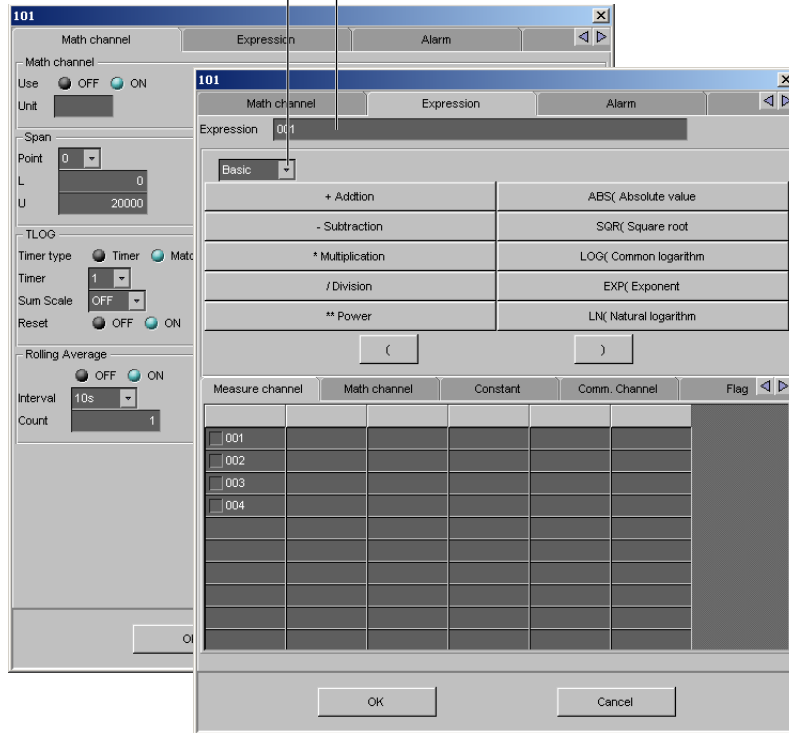 101
Math channel Expression Alarm
Math channel
Use OFF ON
Unit
Span
Point 0
L 0
U 20000
TLOG
Timer type Timer Matc
Timer 1
Sum Scale OFF
Reset OFF ON
Rolling Average
OFF ON
Interval 10s
Count 1
101
Math channel Expression Alarm
Expression 001
Basic
+ Addtion ABS( Absolute value
- Subtraction SQR( Square root
* Multiplication LOG( Common logarithm
/ Division EXP( Exponent
** Power LN( Natural logarithm
( )
Measure channel Math channel Constant Comm. Channel Flag
001
002
003
004
OK Cancel